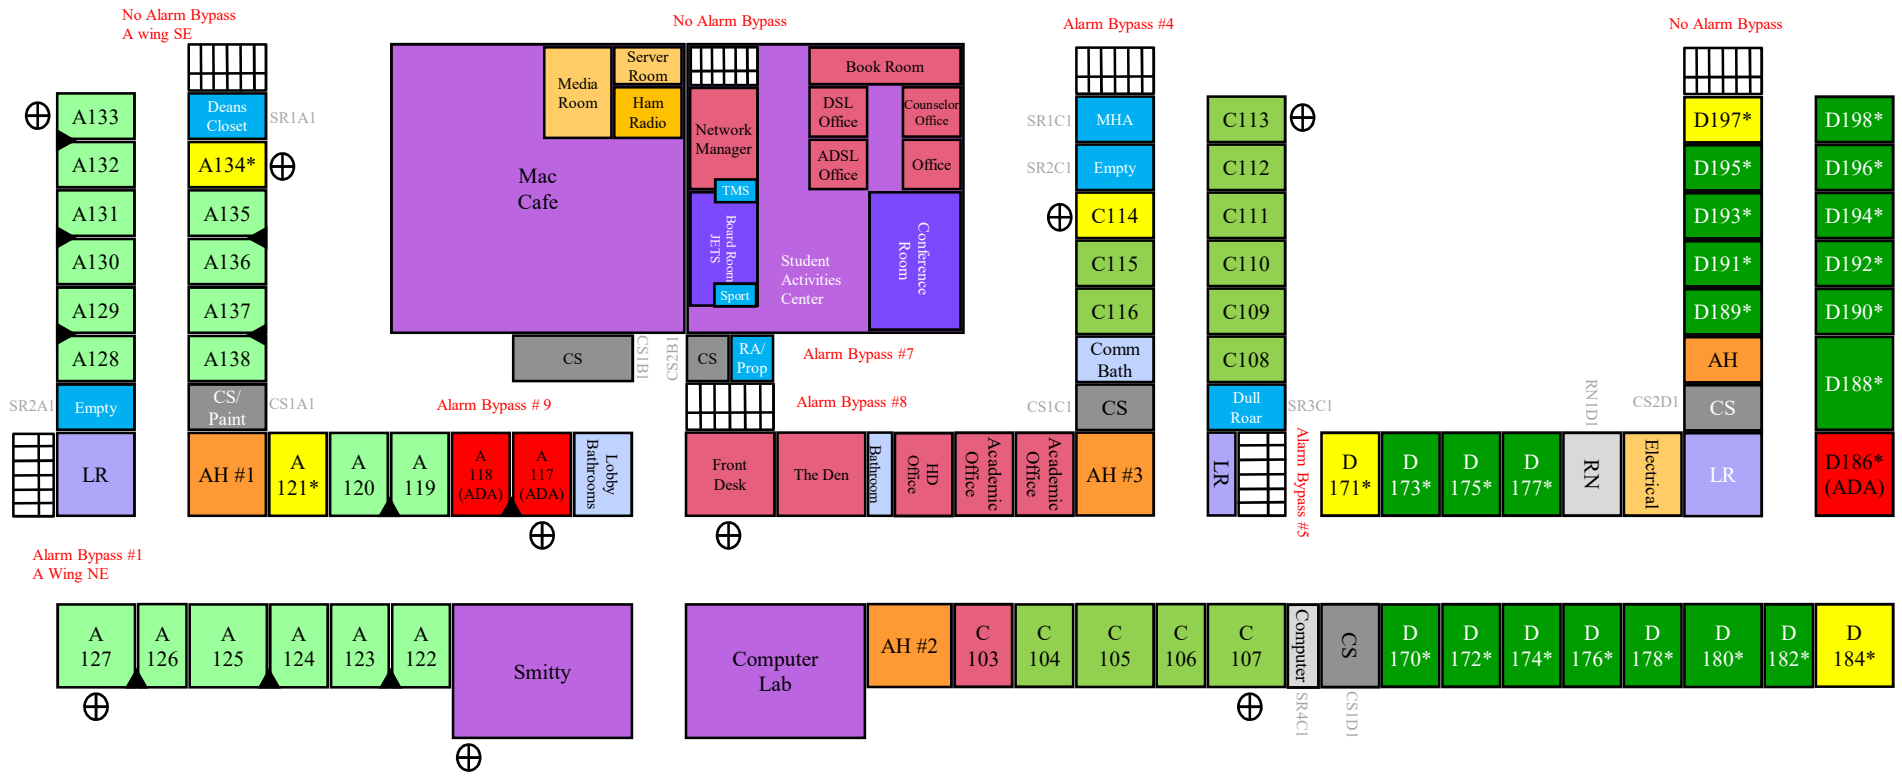 No Alarm Bypass
A wing SE
No Alarm Bypass
Alarm Bypass #4
No Alarm Bypass
A133
A132
A131
A130
A129
A128
SR2A1
Empty
LR
Deans
Closet
SR1A1
A134*
A135
A136
A137
A138
CS/
Paint
CS1A1
AH #1
A
121*
A
120
A
119
A
118
(ADA)
A
117
(ADA)
Lobby
Bathrooms
Alarm Bypass # 9
Mac
Cafe
Media
Room
Server
Room
Ham
Radio
Network
Manager
TMS
Board Room
JETS
Sport
Book Room
DSL
Office
Counselor
Office
ADSL
Office
Office
Student
Activities
Center
Conference
Room
CS
CS1B1
CS2B1
CS
RA/
Prop
Alarm Bypass #7
Alarm Bypass #8
Front
Desk
The Den
Bathroom
HD
Office
Academic
Office
Academic
Office
AH #3
SR1C1
MHA
SR2C1
Empty
C114
C115
C116
Comm
Bath
CS1C1
CS
C113
C112
C111
C110
C109
C108
Dull
Roar
SR3C1
LR
Alarm Bypass #5
D
171*
D
173*
D
175*
D
177*
RN1D1
RN
Electrical
D197*
D195*
D193*
D191*
D189*
AH
CS2D1
CS
LR
D198*
D196*
D194*
D192*
D190*
D188*
D186*
(ADA)
Alarm Bypass #1
A Wing NE
A
127
A
126
A
125
A
124
A
123
A
122
Smitty
Computer
Lab
AH #2
C
103
C
104
C
105
C
106
C
107
Computer
SR4C1
CS
CS1D1
D
170*
D
172*
D
174*
D
176*
D
178*
D
180*
D
182*
D
184*